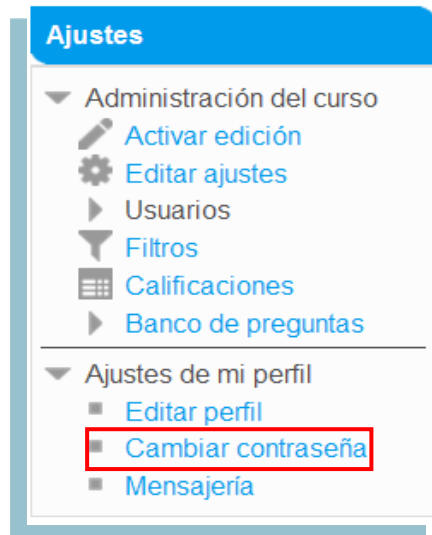 Ajustes
Administración del curso
Activar edición
Editar ajustes
Usuarios
Filtros
Calificaciones
Banco de preguntas
Ajustes de mi perfil
Editar perfil
Cambiar contraseña
Mensajería